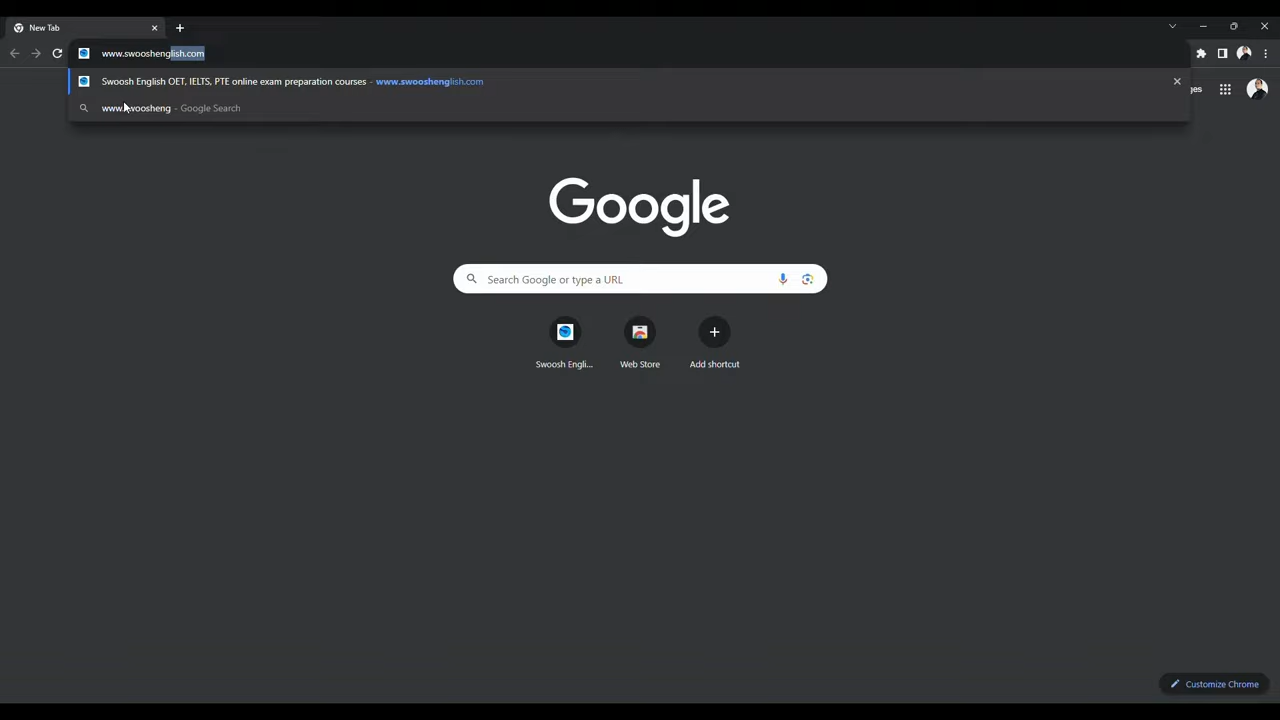 New Tab
www.swooshenglish.com
Swoosh English OET, IELTS, PTE online exam preparation courses - www.swooshenglish.com
www.swoosheng - Google Search
ges
Google
Search Google or type a URL
Swoosh Engli...
Web Store
Add shortcut
Customize Chrome